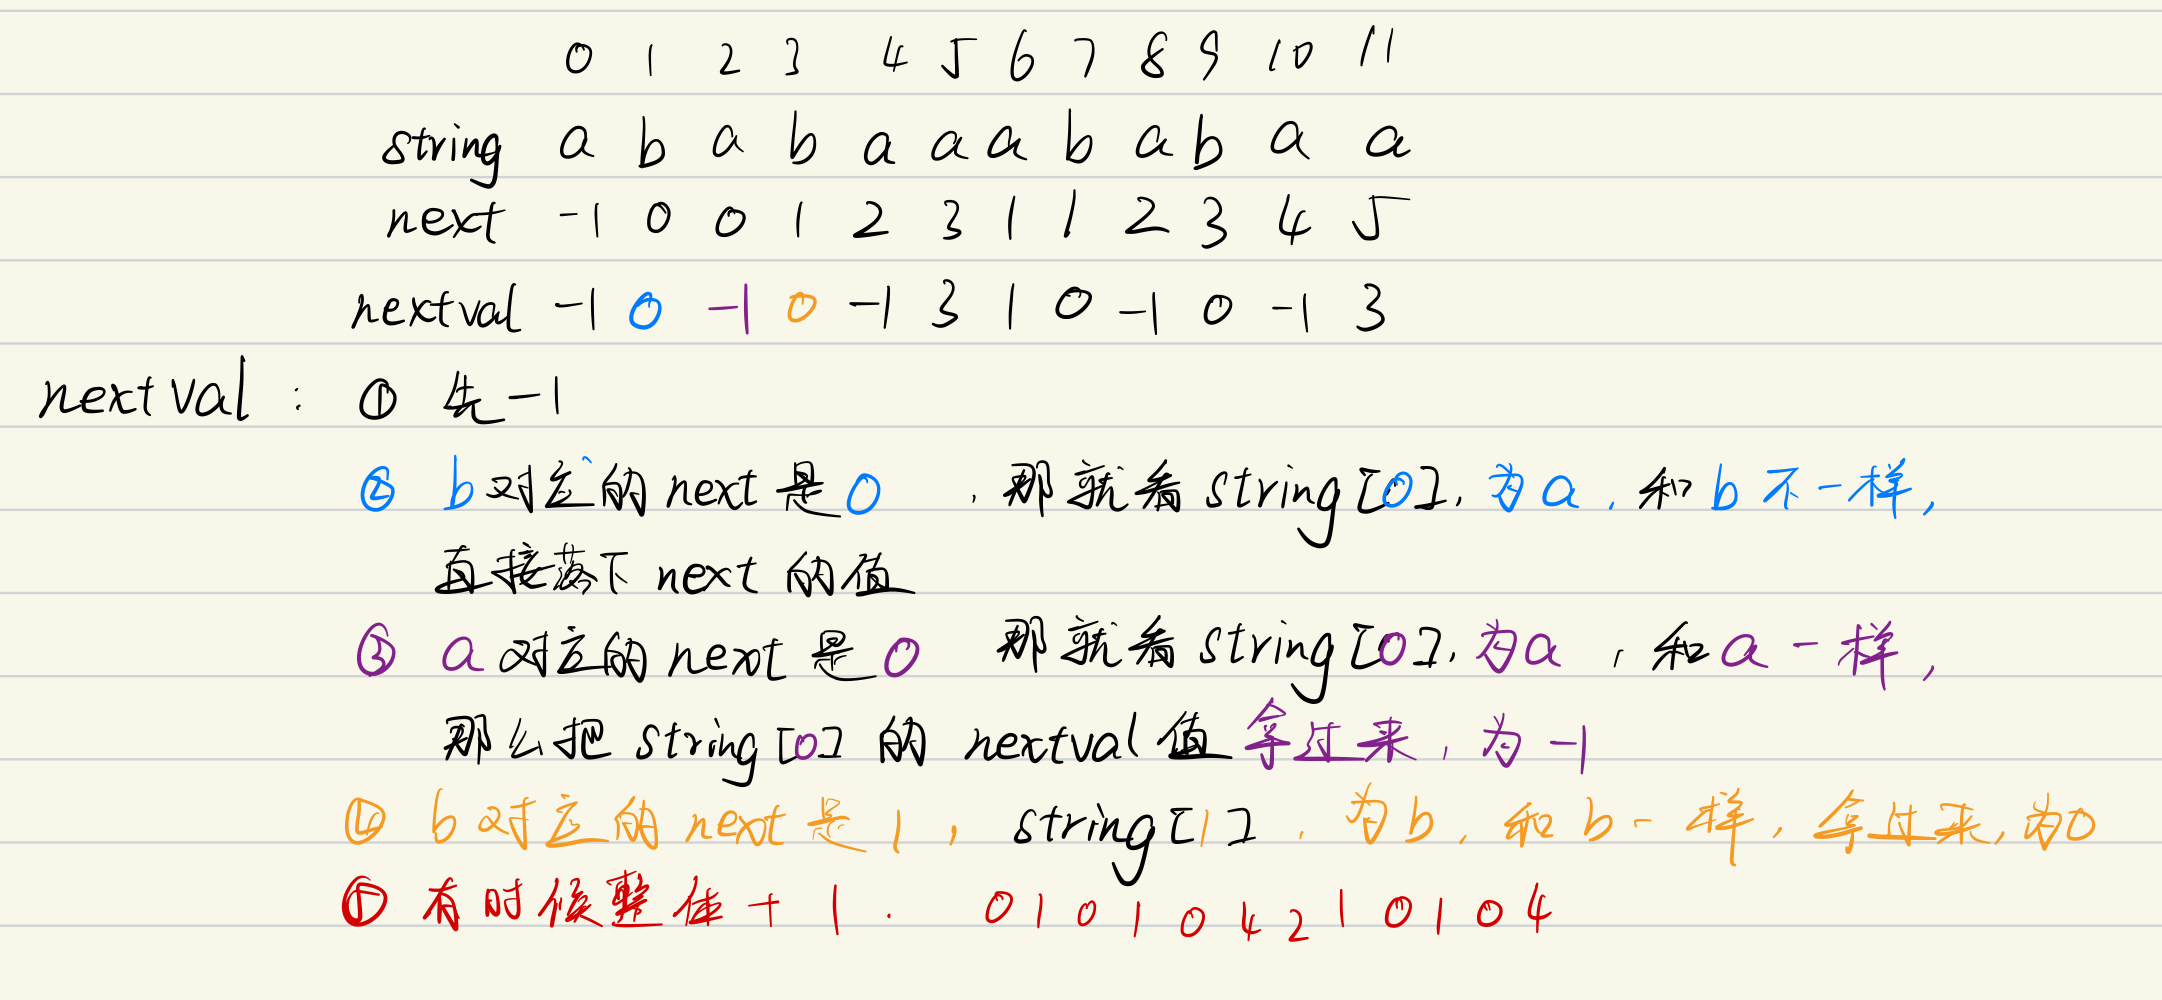 0 1 2 3 4 5 6 7 8 9 10 11
string a b a b a a a b a b a a
next -1 0 0 1 2 3 1 1 2 3 4 5
nextval -1 0 -1 0 -1 3 1 0 -1 0 -1 3
nextval: ① 先-1
② b对应的next是0,那就看string[0],为a,和b不一样,
直接落下next的值
③ a对应的next是0 那就看string[0],为a,和a一样,
那么把string[0]的nextval值拿过来,为-1
④ b对应的next是1,string[1],为b,和b一样,拿过来,为0
⑤ 有时候整体+1. 0 1 0 1 0 4 2 1 0 1 0 4